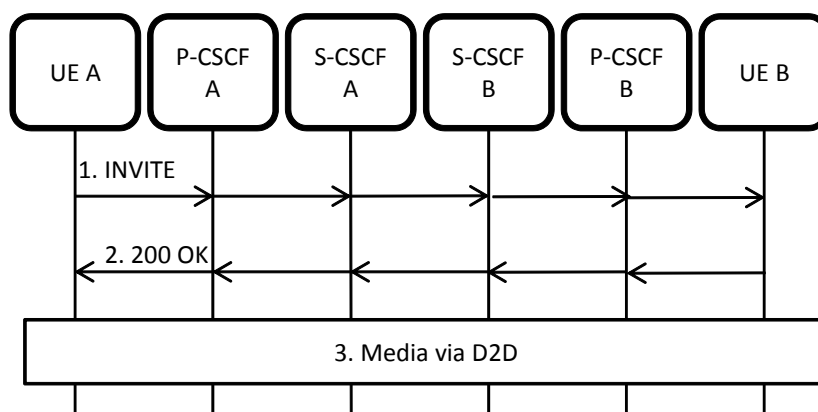 UE A
P-CSCF
A
S-CSCF
A
S-CSCF
B
P-CSCF
B
UE B
1. INVITE
2. 200 OK
3. Media via D2D